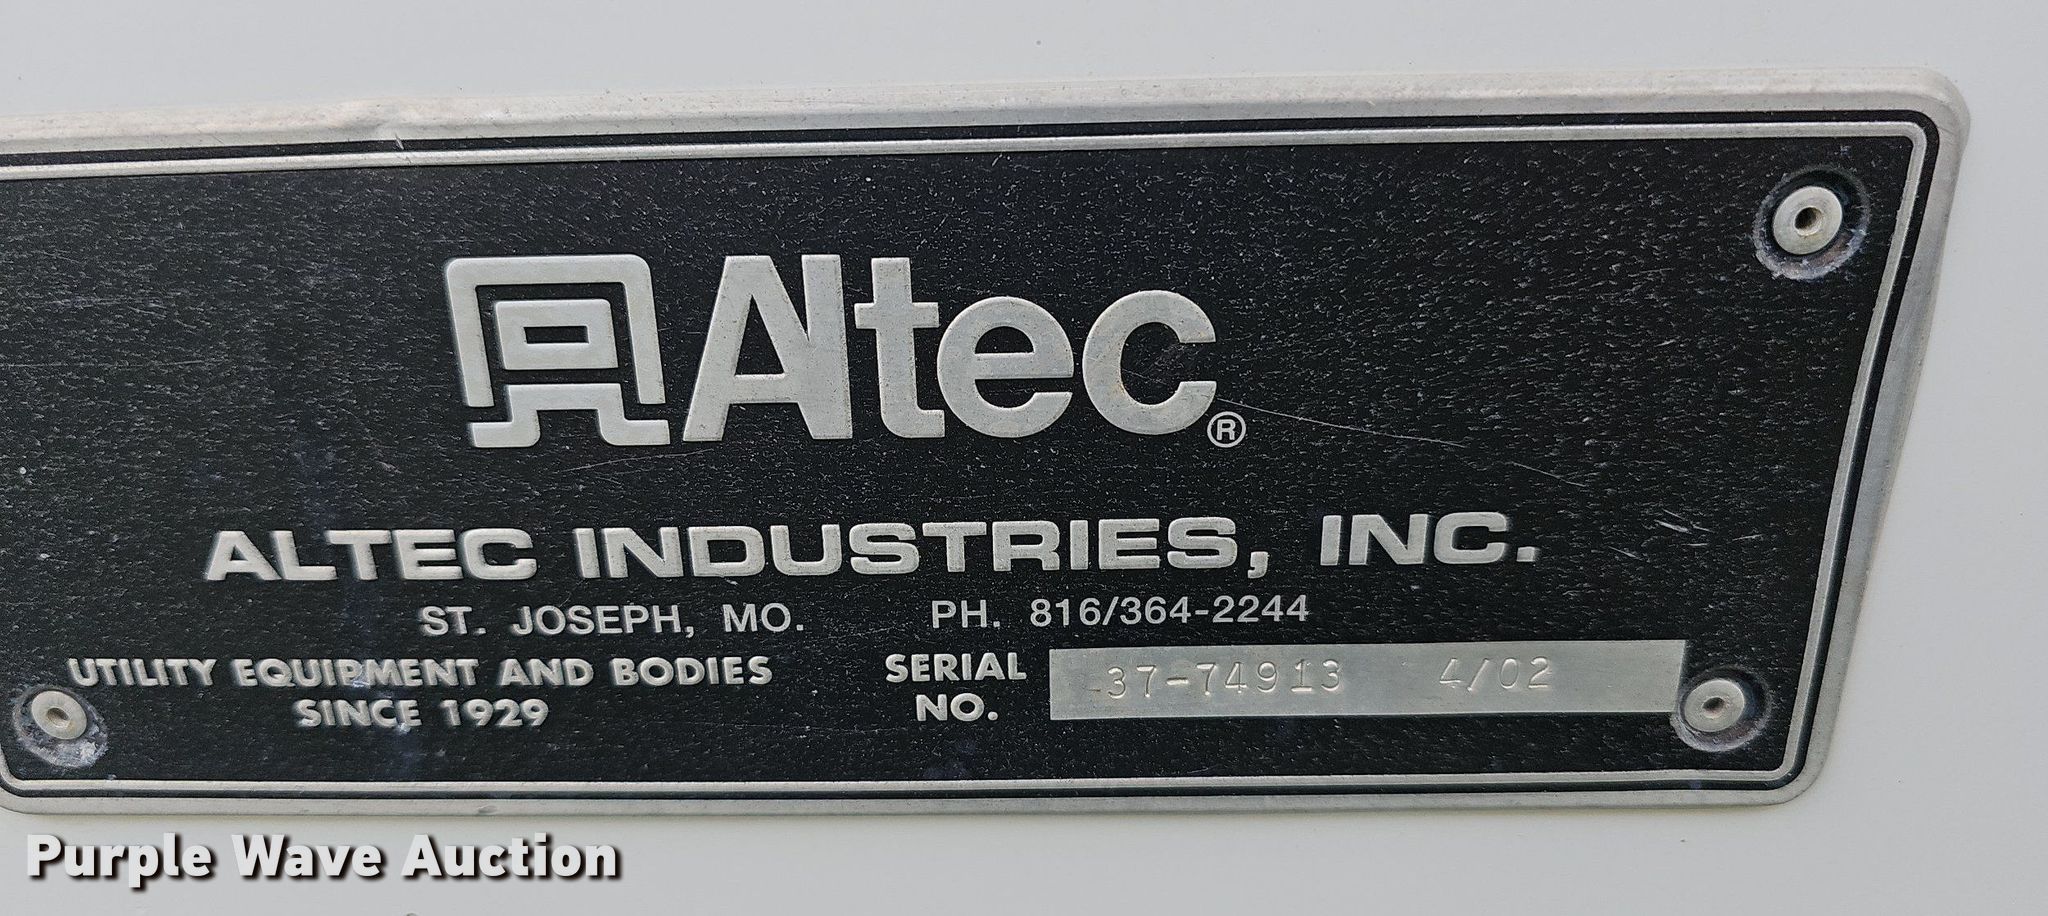 Altec®
ALTEC INDUSTRIES, INC.
ST. JOSEPH, MO. PH. 816/364-2244
UTILITY EQUIPMENT AND BODIES
SINCE 1929
SERIAL
NO.
37-74913 4/02
Purple Wave Auction